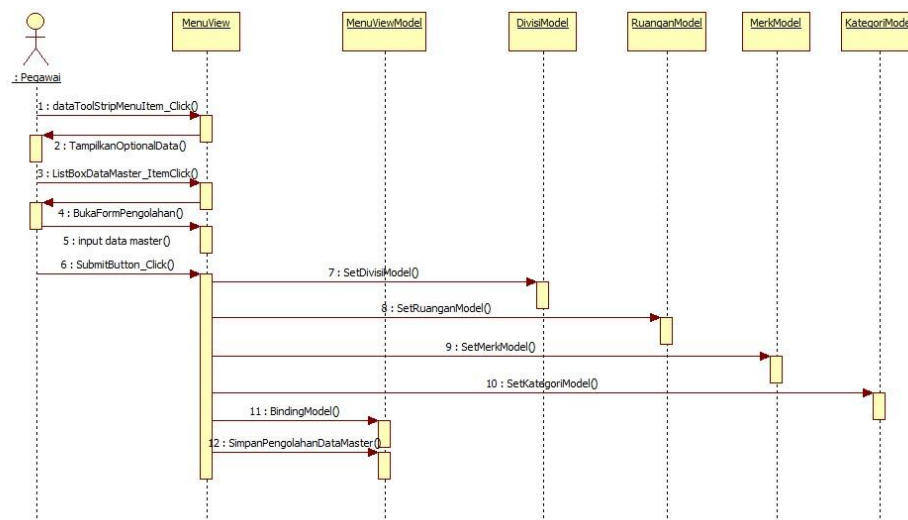 MenuView
MenuViewModel
DivisiModel
RuanganModel
MerkModel
KategoriModel
: Pegawai
1 : dataToolStripMenuItem_Click()
2 : TampilkanOptionalData()
3 : ListBoxDataMaster_ItemClick()
4 : BukaFormPengolahan()
5 : input data master()
6 : SubmitButton_Click()
7 : SetDivisiModel()
8 : SetRuanganModel()
9 : SetMerkModel()
10 : SetKategoriModel()
11 : BindingModel()
12 : SimpanPengolahanDataMaster()